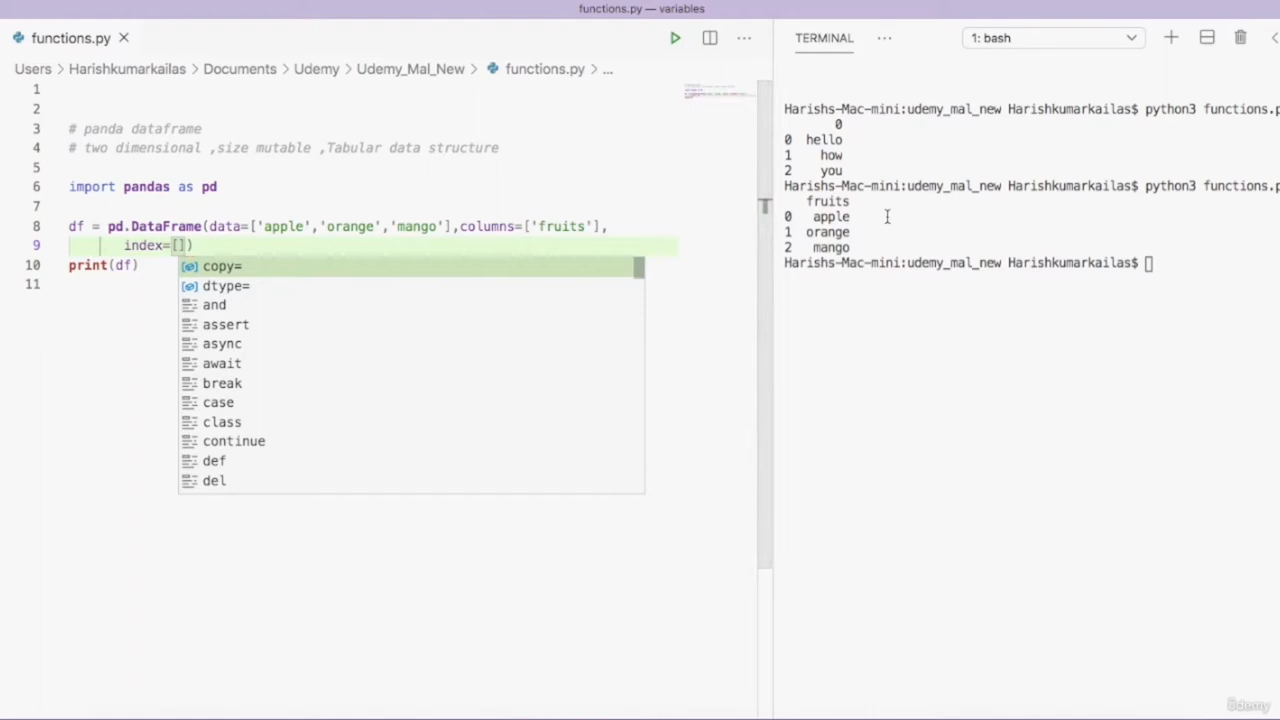 functions.py — variables
functions.py
TERMINAL
1: bash
Users > Harishkumarkailas > Documents > Udemy > Udemy_Mal_New > functions.py > ...
1
2
3 # panda dataframe
4 # two dimensional ,size mutable ,Tabular data structure
5
6 import pandas as pd
7
8 df = pd.DataFrame(data=['apple','orange','mango'],columns=['fruits'],
9 index=[])
10 print(df)
11
copy=
dtype=
and
assert
async
await
break
case
class
continue
def
del
Harishs-Mac-mini:udemy_mal_new Harishkumarkailas$ python3 functions.p
0
0 hello
1 how
2 you
Harishs-Mac-mini:udemy_mal_new Harishkumarkailas$ python3 functions.p
fruits
0 apple
1 orange
2 mango
Harishs-Mac-mini:udemy_mal_new Harishkumarkailas$
ûdemy